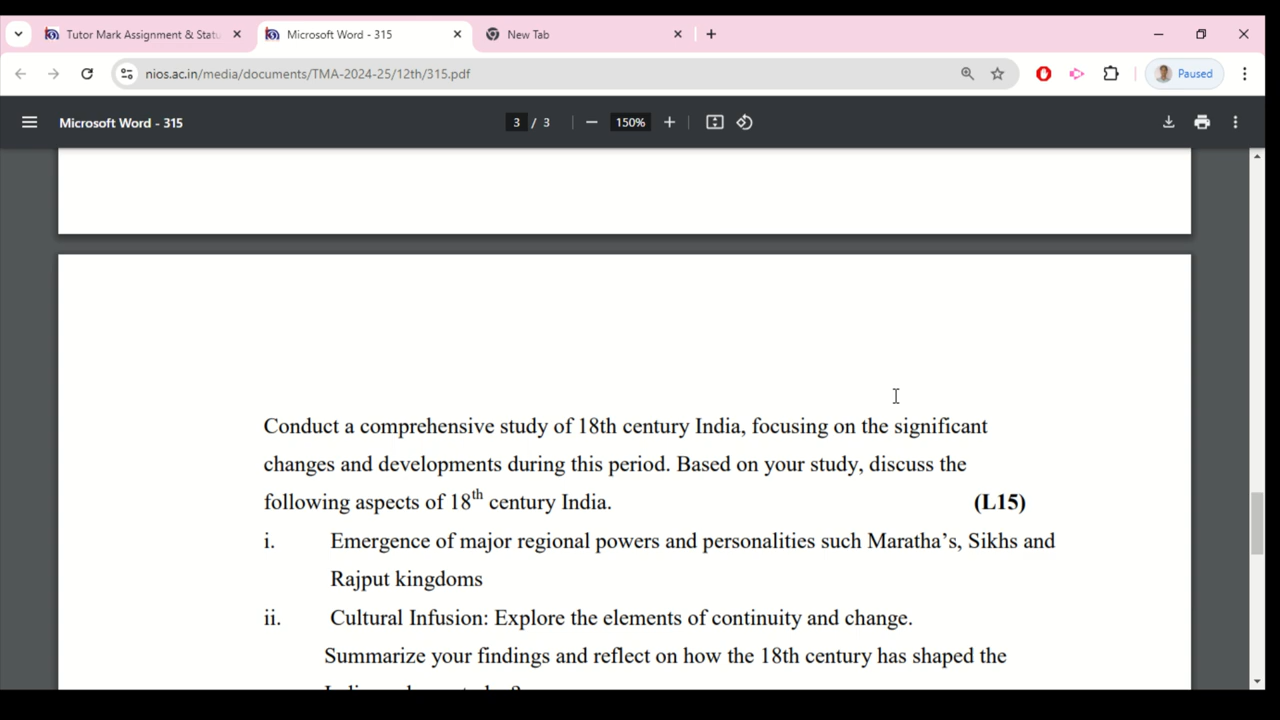 Tutor Mark Assignment & Statu
Microsoft Word - 315
New Tab
nios.ac.in/media/documents/TMA-2024-25/12th/315.pdf
Paused
Microsoft Word - 315
3 / 3
150%
Conduct a comprehensive study of 18th century India, focusing on the significant
changes and developments during this period. Based on your study, discuss the
following aspects of 18th century India. (L15)
i. Emergence of major regional powers and personalities such Maratha's, Sikhs and
Rajput kingdoms
ii. Cultural Infusion: Explore the elements of continuity and change.
Summarize your findings and reflect on how the 18th century has shaped the